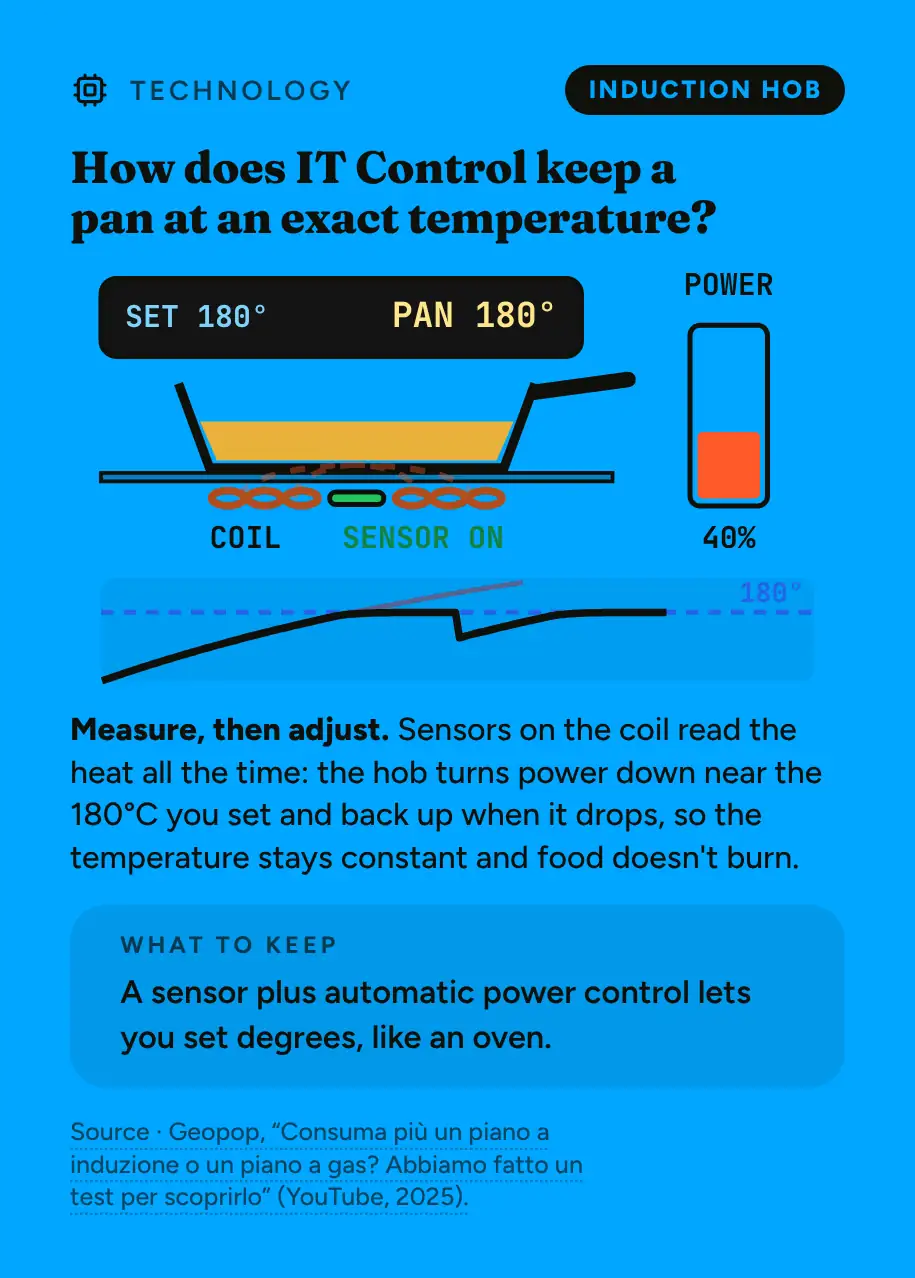 TECHNOLOGY
INDUCTION HOB
How does IT Control keep a
pan at an exact temperature?
POWER
SET 180°
PAN 180°
COIL
SENSOR ON
40%
180°
Measure, then adjust. Sensors on the coil read the
heat all the time: the hob turns power down near the
180°C you set and back up when it drops, so the
temperature stays constant and food doesn't burn.
WHAT TO KEEP
A sensor plus automatic power control lets
you set degrees, like an oven.
Source · Geopop, “Consuma più un piano a
induzione o un piano a gas? Abbiamo fatto un
test per scoprirlo” (YouTube, 2025).